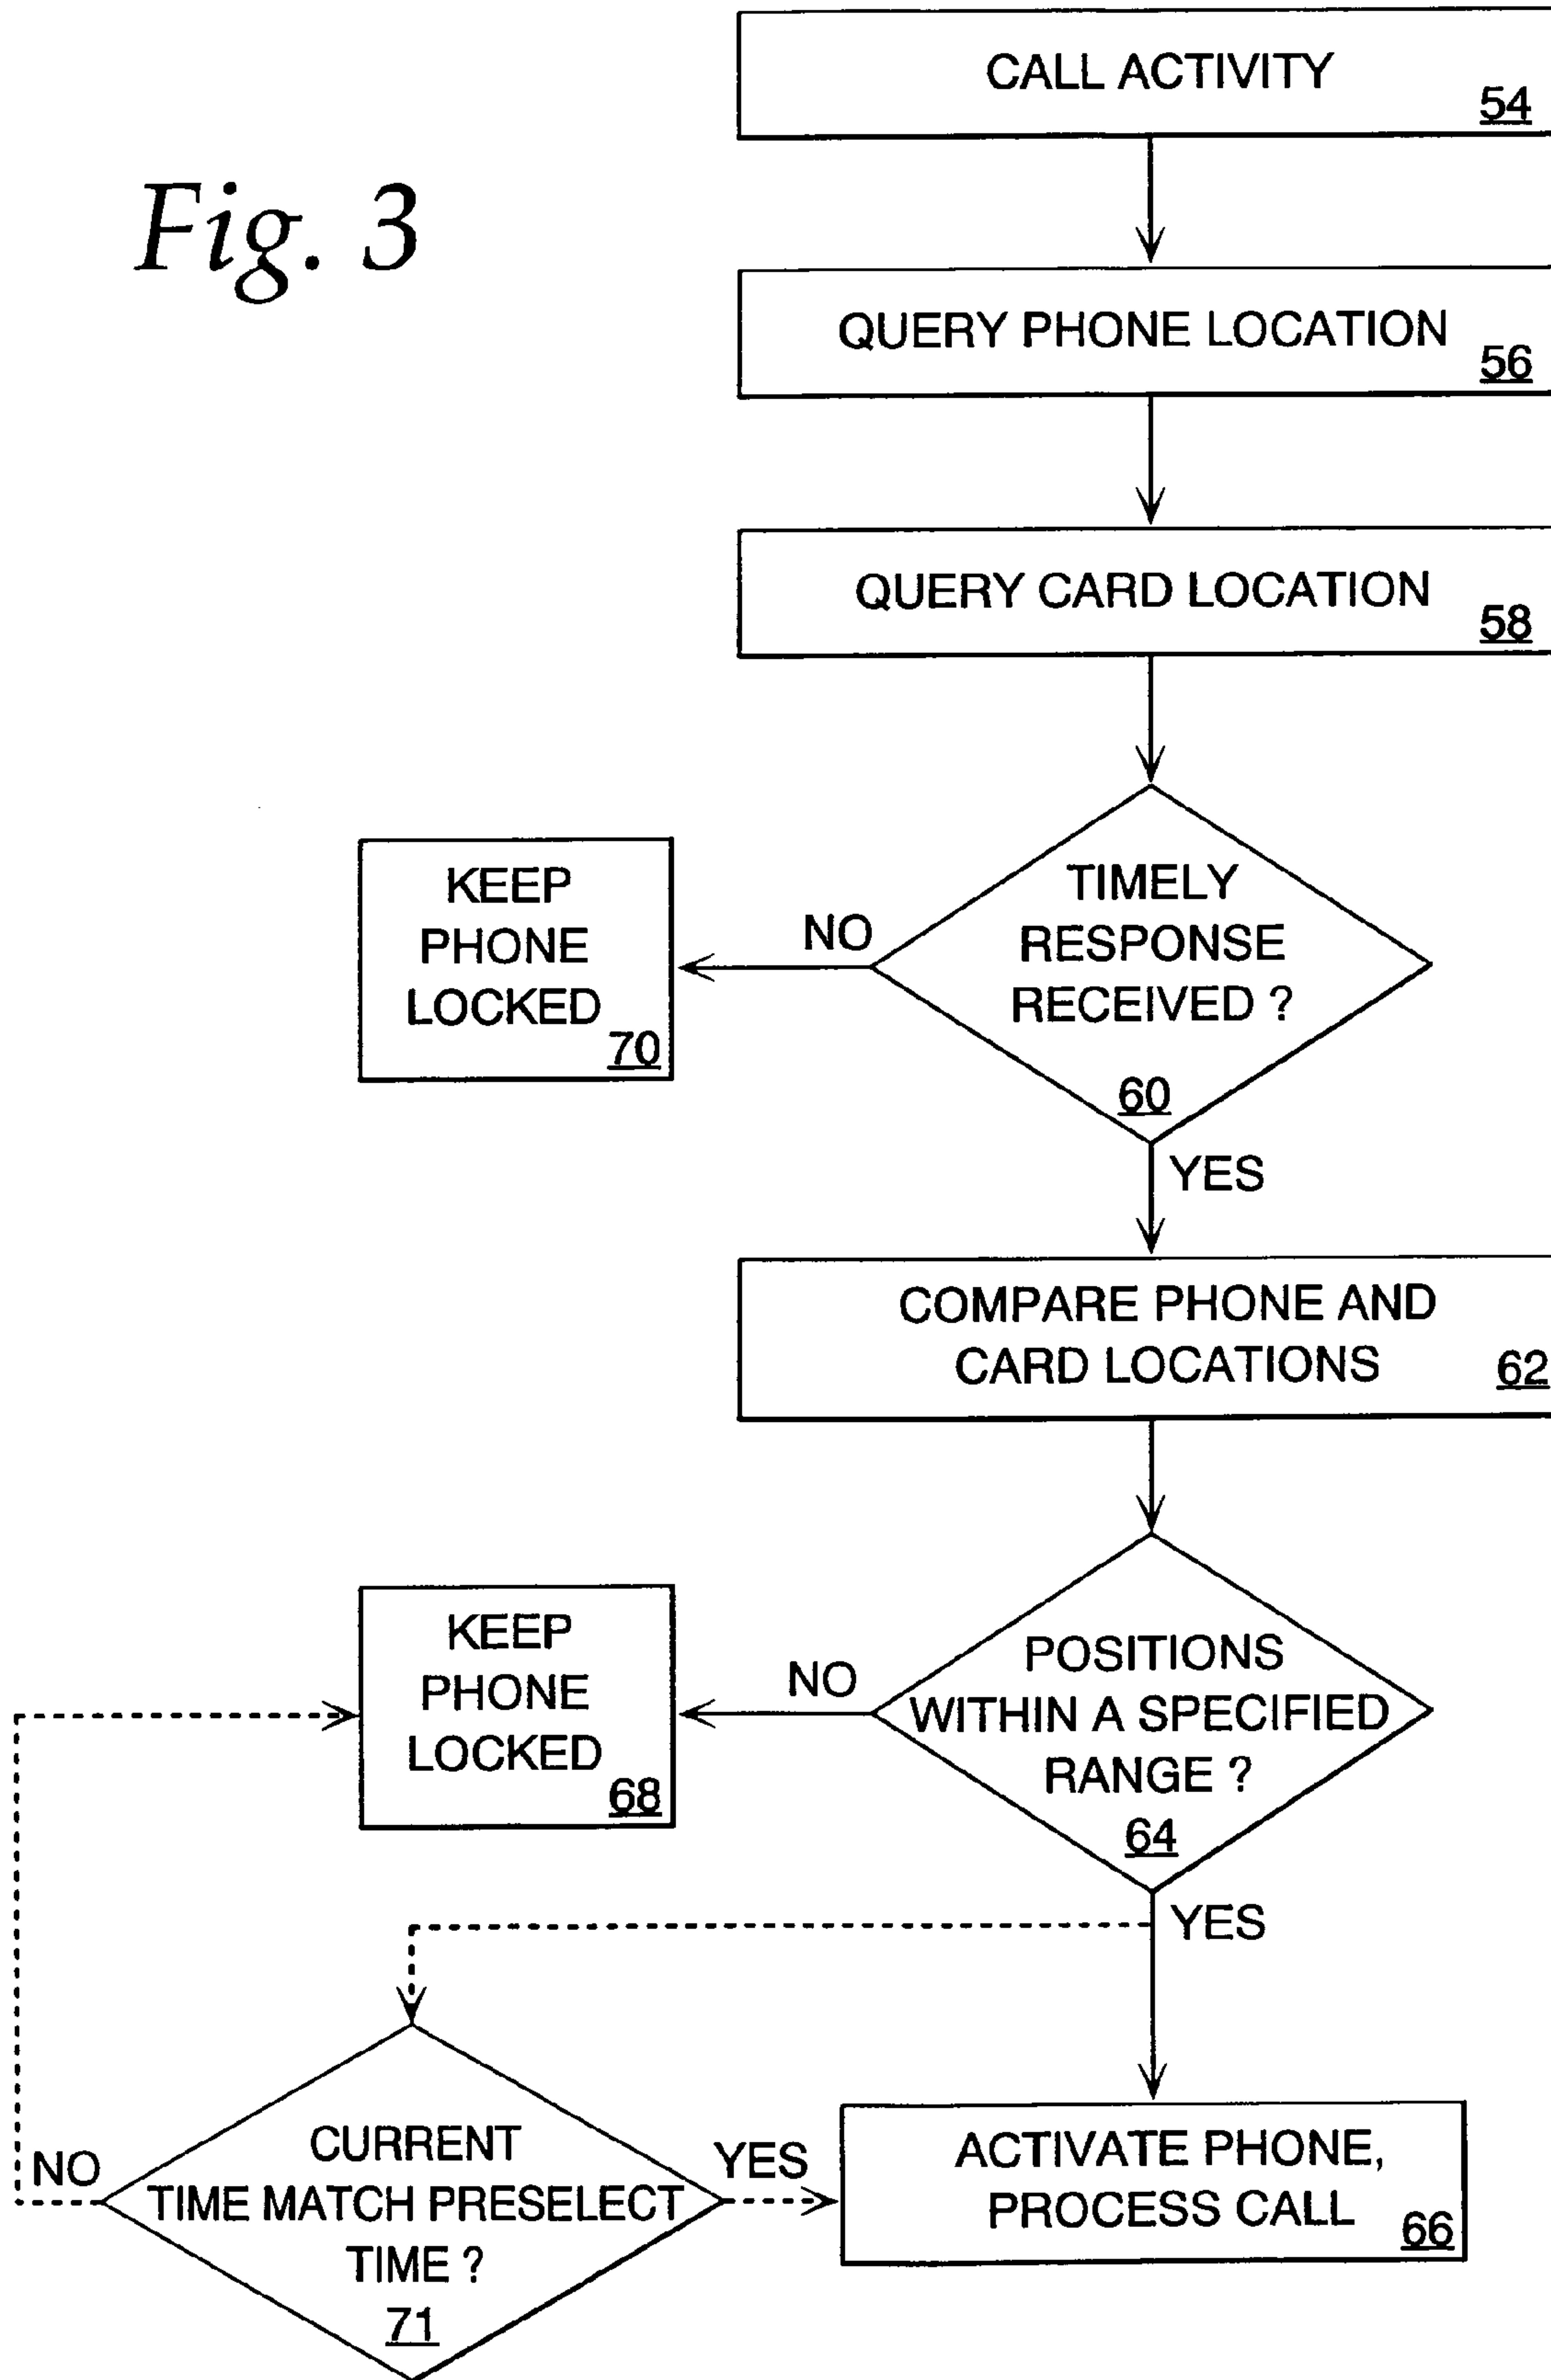 Fig. 3
CALL ACTIVITY
54
QUERY PHONE LOCATION
56
QUERY CARD LOCATION
58
TIMELY
RESPONSE
RECEIVED ?
60
NO
KEEP
PHONE
LOCKED
70
YES
COMPARE PHONE AND
CARD LOCATIONS
62
POSITIONS
WITHIN A SPECIFIED
RANGE ?
64
NO
KEEP
PHONE
LOCKED
68
YES
CURRENT
TIME MATCH PRESELECT
TIME ?
71
NO
YES
ACTIVATE PHONE,
PROCESS CALL
66